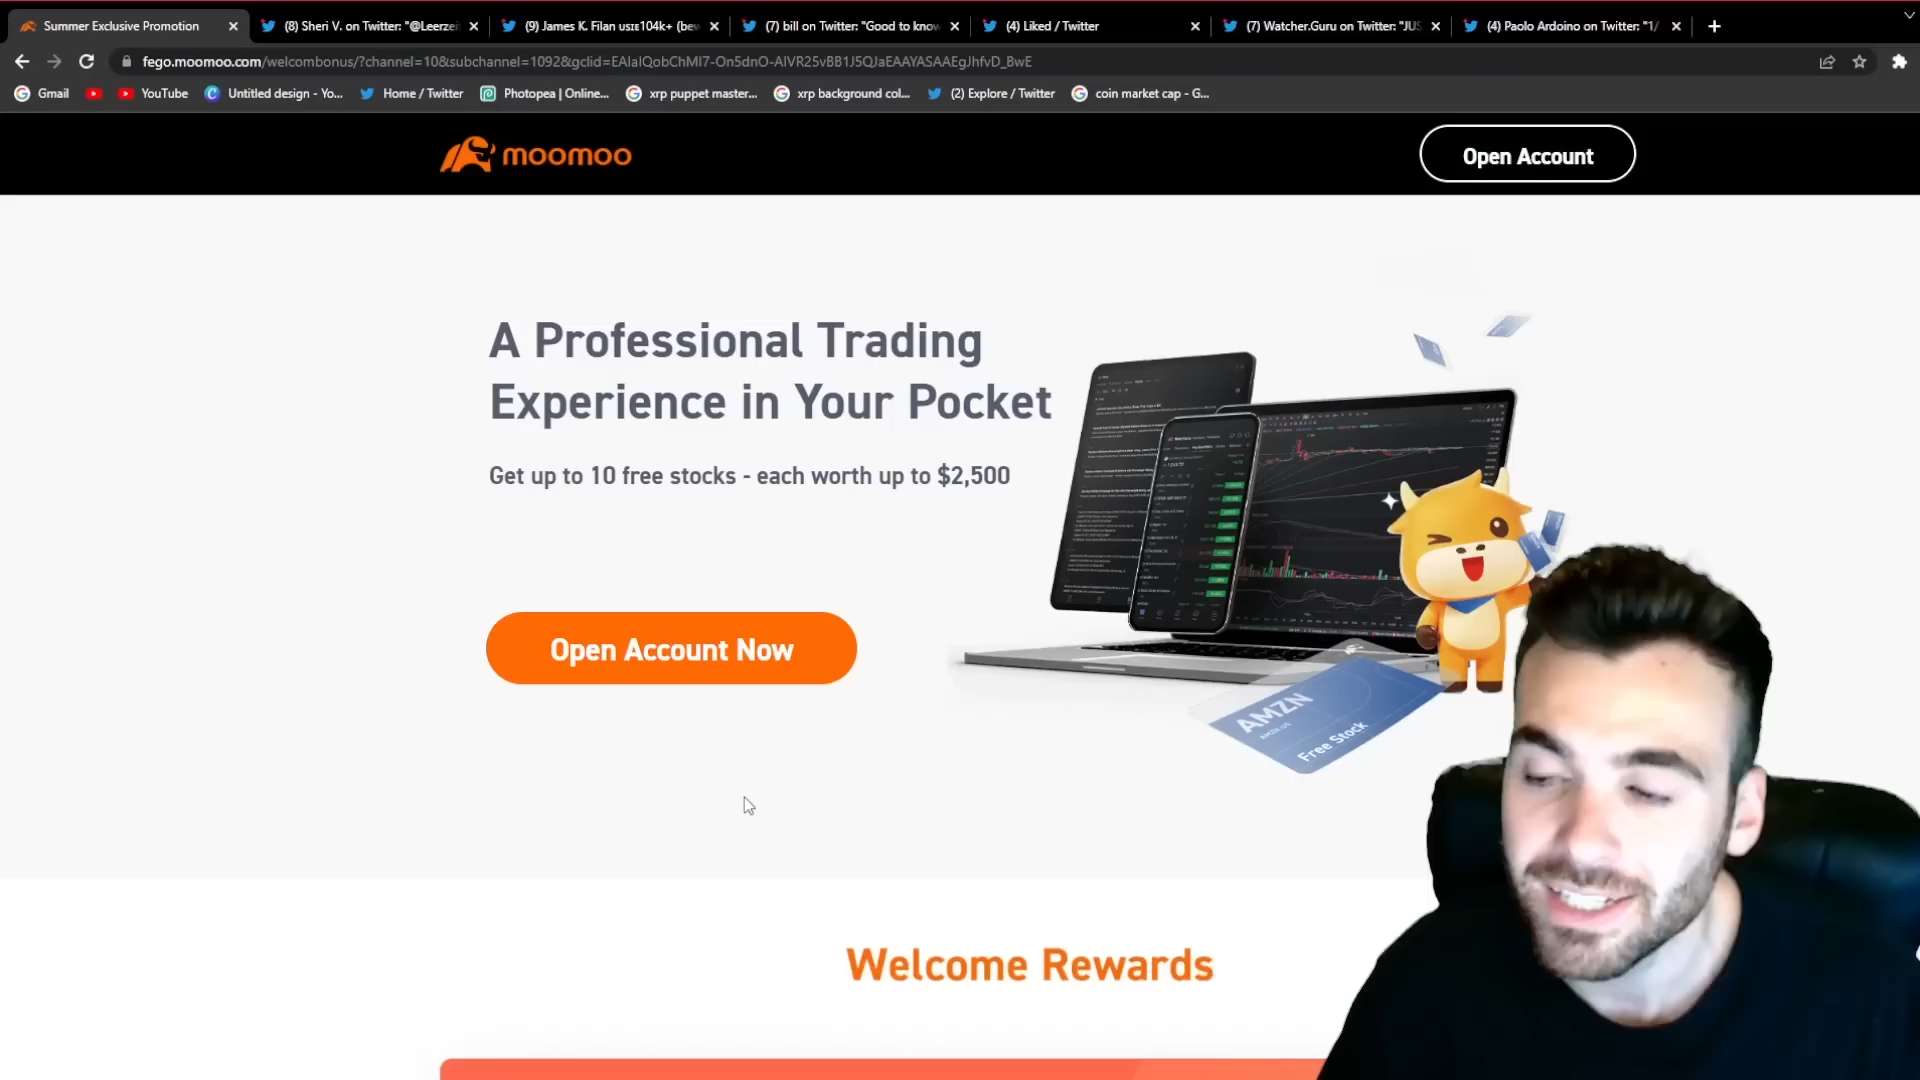 Summer Exclusive Promotion
(8) Sheri V. on Twitter: "@Leerzei
(9) James K. Filan 🇺🇸🇮🇪104k+ (bew
(7) bill on Twitter: "Good to know
(4) Liked / Twitter
(7) Watcher.Guru on Twitter: "JUS
(4) Paolo Ardoino on Twitter: "1/
fego.moomoo.com/welcombonus/?channel=10&subchannel=1092&gclid=EAIaIQobChMI7-On5dnO-AIVR25vBB1J5QJaEAAYASAAEgJhfvD_BwE
Gmail
YouTube
Untitled design - Yo...
Home / Twitter
Photopea | Online...
xrp puppet master...
xrp background col...
(2) Explore / Twitter
coin market cap - G...
moomoo
Open Account
A Professional Trading
Experience in Your Pocket
Get up to 10 free stocks - each worth up to $2,500
Open Account Now
AMZN
Free Stock
Welcome Rewards